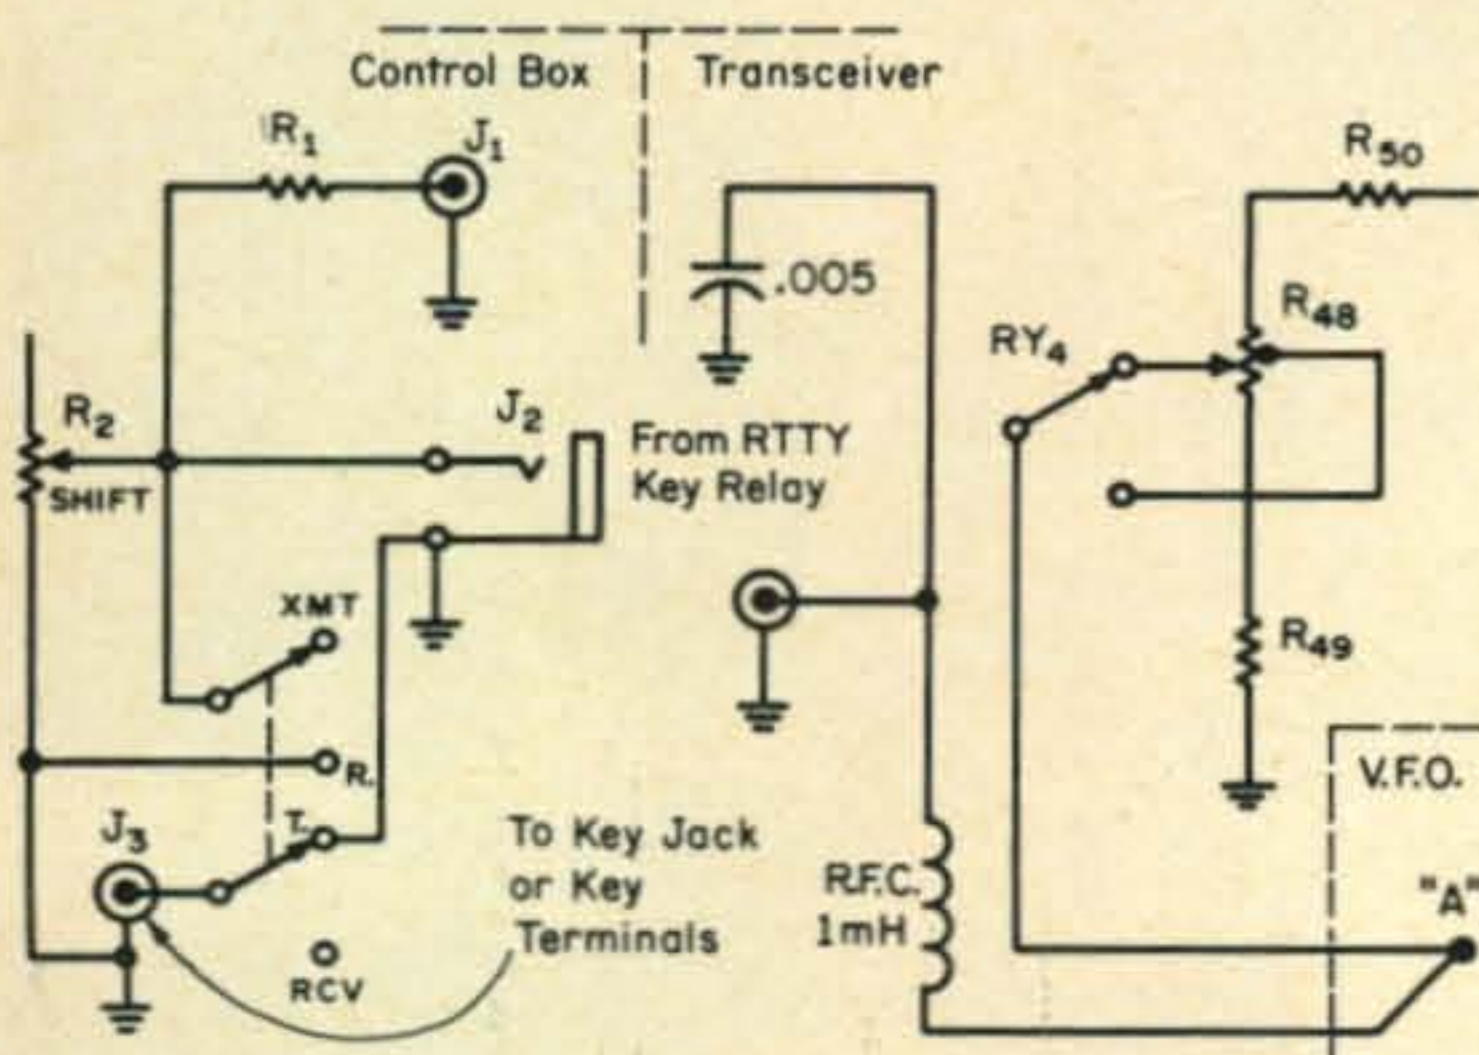 Control Box
Transceiver
R1
J1
R50
.005
R48
RY4
R2
J2
From RTTY
Key Relay
SHIFT
XMT
R49
R.
V.F.O.
T.
J3
To Key Jack
or Key
Terminals
R.F.C.
1mH
"A"
RCV